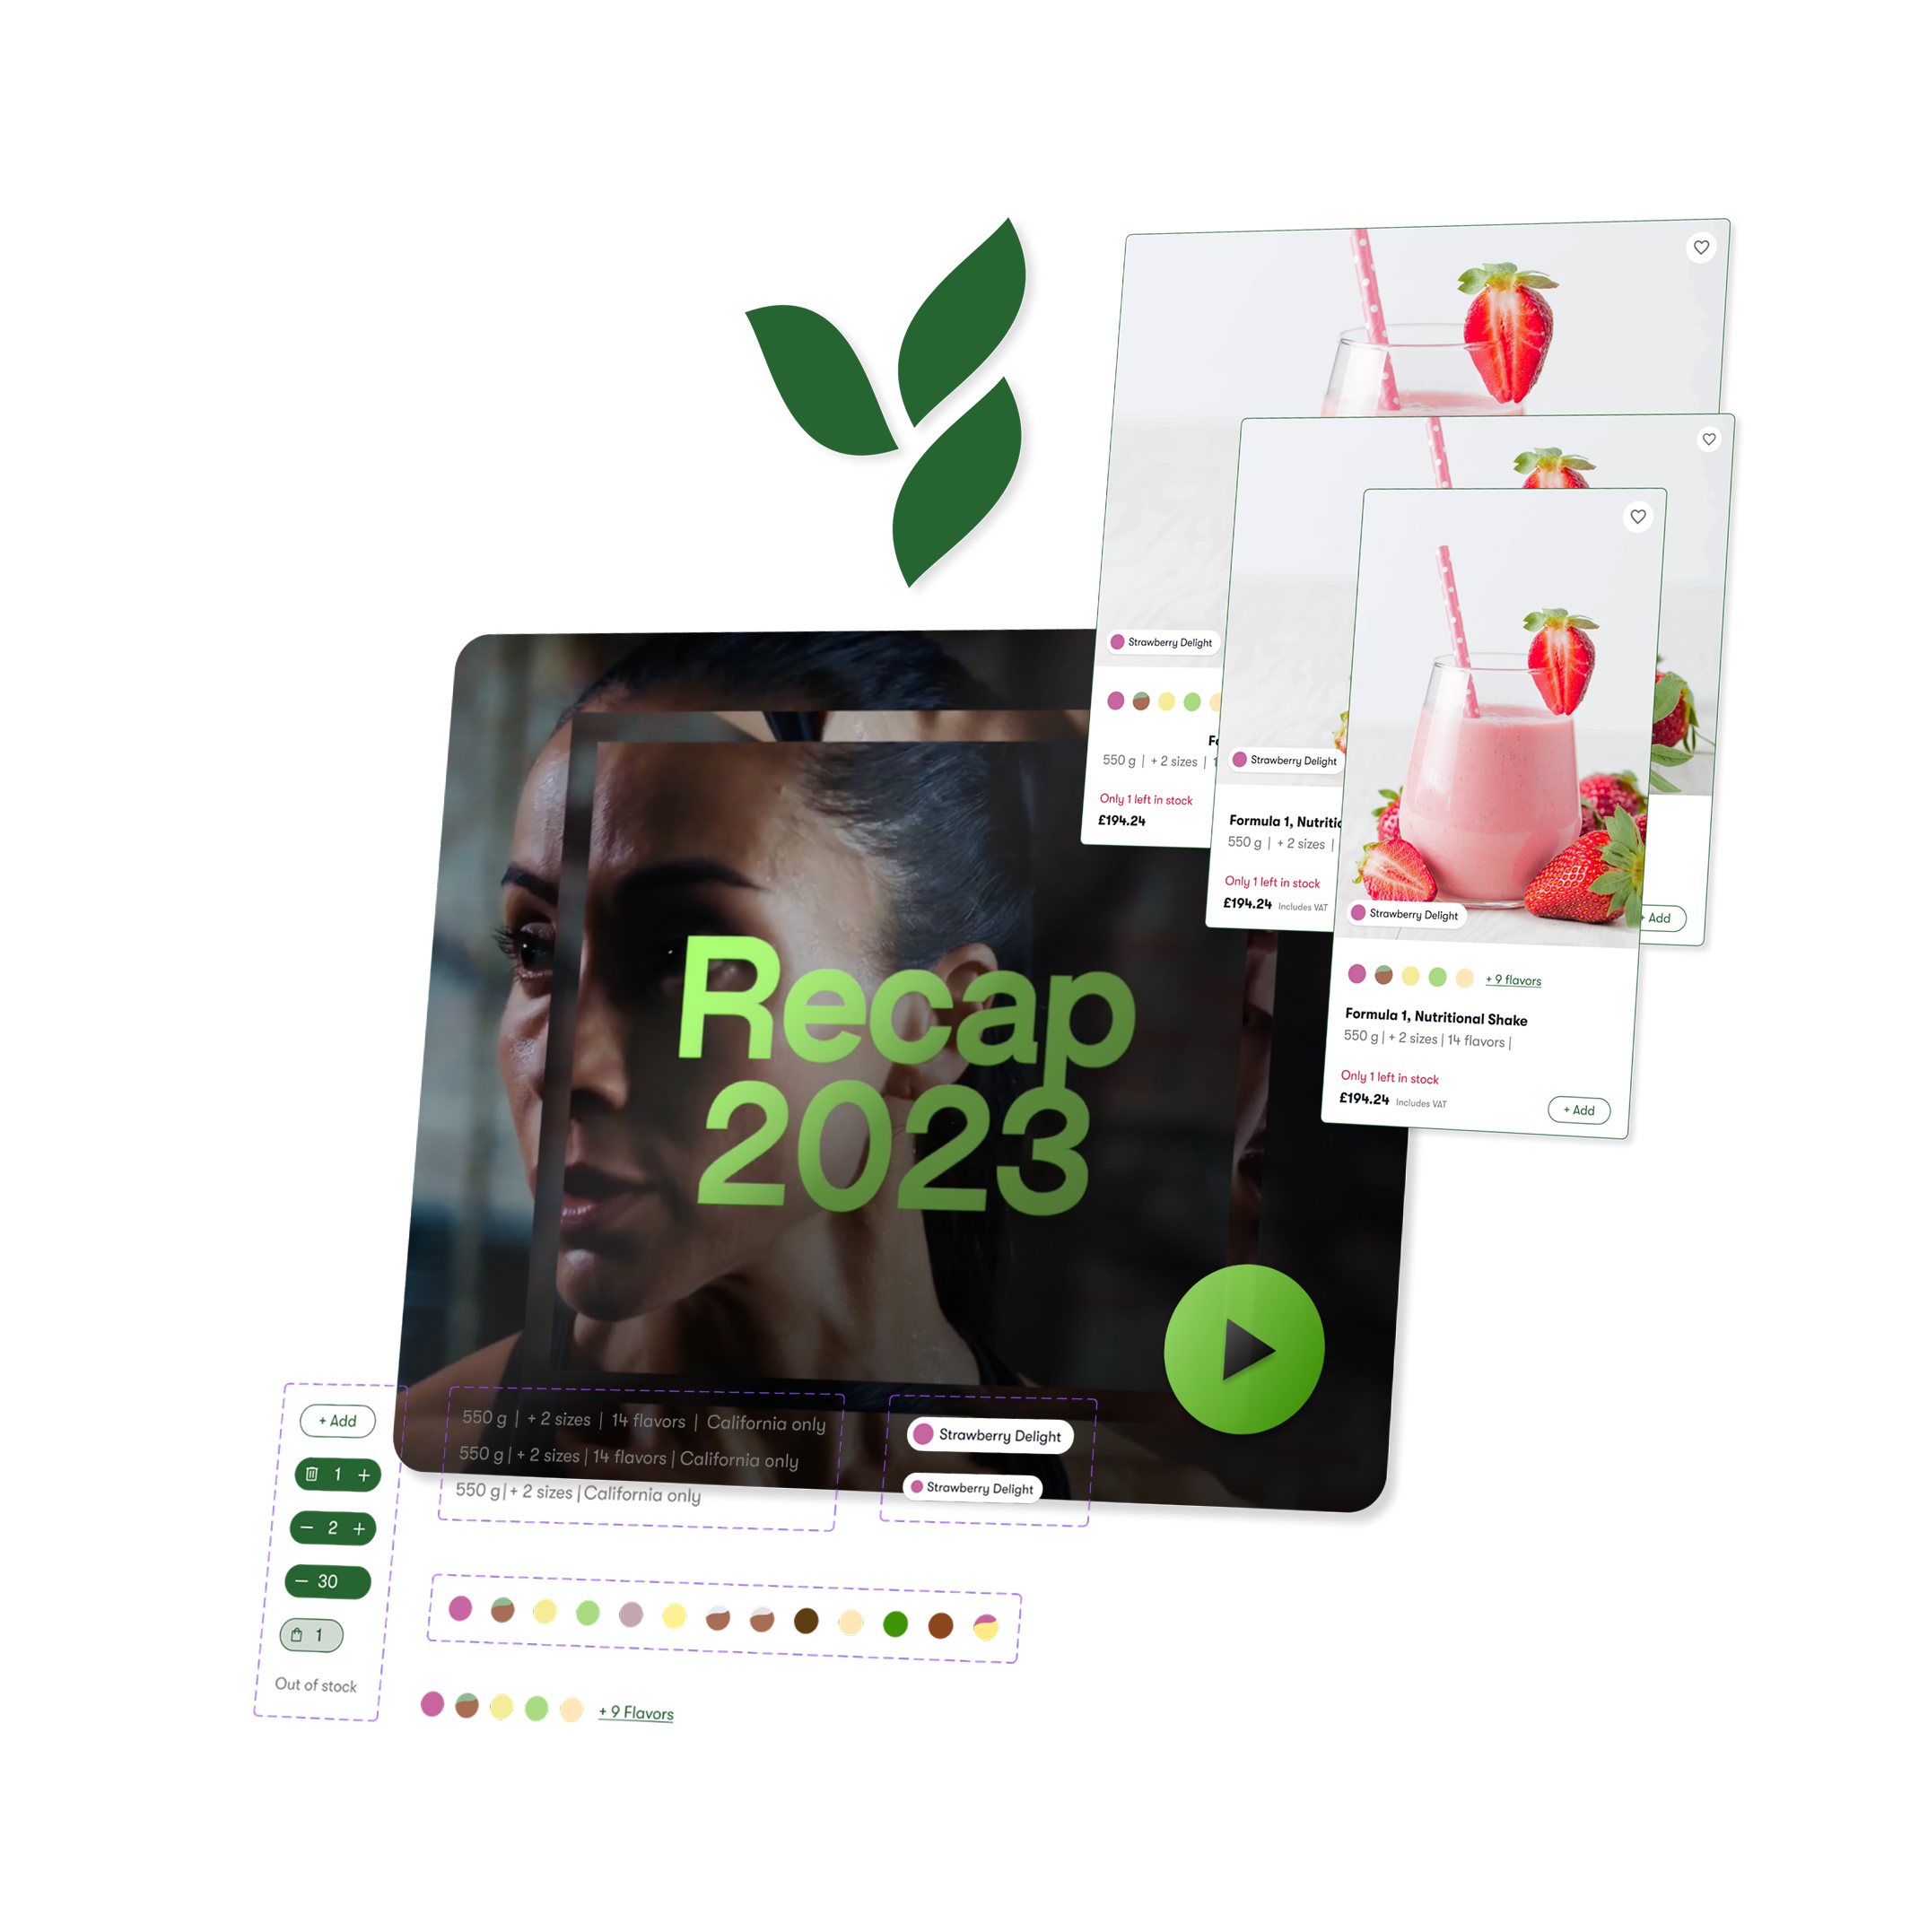 Strawberry Delight
Fo
550 g | + 2 sizes | 1
Only 1 left in stock
£194.24
Strawberry Delight
Formula 1, Nutritic
550 g | + 2 sizes |
Only 1 left in stock
£194.24 Includes VAT
+ Add
Strawberry Delight
+ 9 flavors
Formula 1, Nutritional Shake
550 g | + 2 sizes | 14 flavors |
Only 1 left in stock
£194.24 Includes VAT
+ Add
Recap
2023
+ Add
1 +
− 2 +
− 30
1
Out of stock
550 g | + 2 sizes | 14 flavors | California only
550 g | + 2 sizes | 14 flavors | California only
550 g | + 2 sizes | California only
Strawberry Delight
Strawberry Delight
+ 9 Flavors